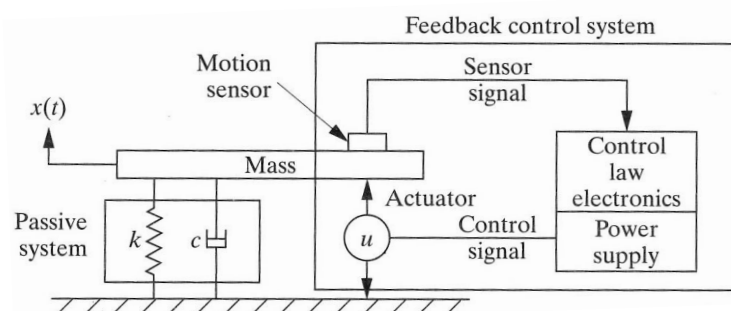 Feedback control system
Motion
sensor
Sensor
signal
x(t)
Mass
Control
law
electronics
Actuator
Passive
system
k
c
u
Control
signal
Power
supply